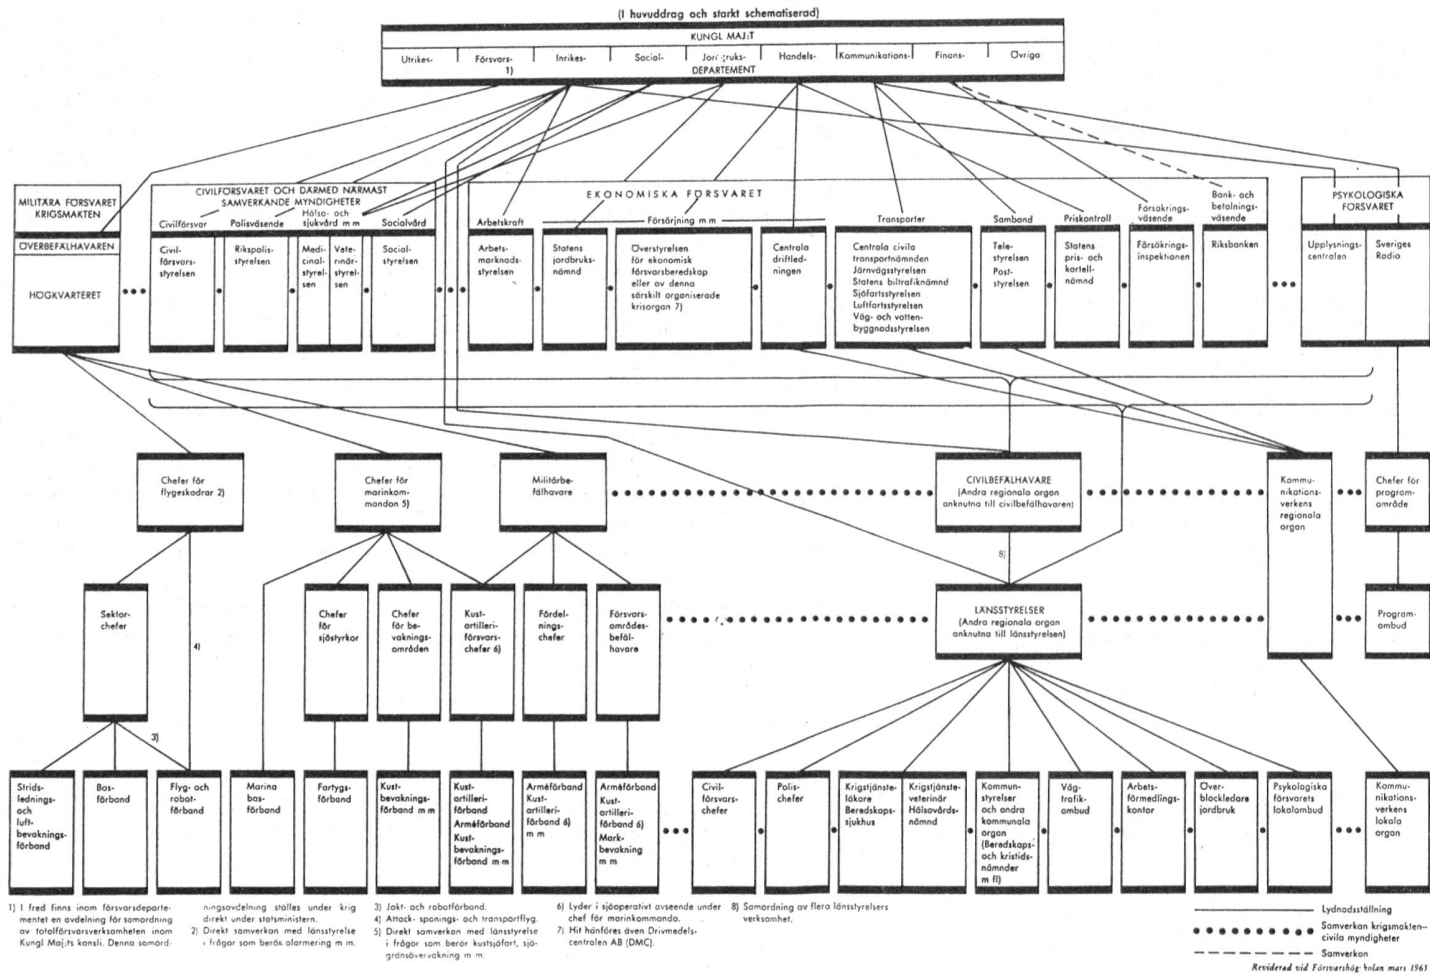 (I huvuddrag och starkt schematiserad)
KUNGL MAJ:T
Utrikes-
Försvars-
1)
Inrikes-
Social-
Jordbruks-
Handels-
Kommunikations-
Finans-
Övriga
DEPARTEMENT
MILITÄRA FÖRSVARET
KRIGSMAKTEN
ÖVERBEFÄLHAVAREN
HÖGKVARTERET
CIVILFÖRSVARET OCH DÄRMED NÄRMAST
SAMVERKANDE MYNDIGHETER
Civilförsvar
Polisväsende
Hälso- och
sjukvård m m
Socialvård
Civil-
försvars-
styrelsen
Rikspolis-
styrelsen
Medi-
cinal-
styrel-
sen
Vete-
rinär-
styrel-
sen
Social-
styrelsen
EKONOMISKA FÖRSVARET
Arbetskraft
Försörjning m m
Transporter
Samband
Priskontroll
Försäkrings-
väsende
Bank- och
betalnings-
väsende
Arbets-
marknads-
styrelsen
Statens
jordbruks-
nämnd
Överstyrelsen
för ekonomisk
försvarsberedskap
eller av denna
särskilt organiserade
krisorgan 7)
Centrala
driftled-
ningen
Centrala civila
transportnämnden
Järnvägsstyrelsen
Statens biltrafiknämnd
Sjöfartsstyrelsen
Luftfartsstyrelsen
Väg- och vatten-
byggnadsstyrelsen
Tele-
styrelsen
Post-
styrelsen
Statens
pris- och
kartell-
nämnd
Försäkrings-
inspektionen
Riksbanken
PSYKOLOGISKA
FÖRSVARET
Upplysnings-
centralen
Sveriges
Radio
Chefer för
flygeskadrar 2)
Chefer för
marinkom-
mandon 5)
Militärbe-
fälhavare
CIVILBEFÄLHAVARE
(Andra regionala organ
anknutna till civilbefälhavaren)
Kommu-
nikations-
verkens
regionala
organ
Chefer för
program-
område
8)
Sektor-
chefer
4)
Chefer
för
sjöstyrkor
Chefer
för be-
vaknings-
områden
Kust-
artilleri-
försvars-
chefer 6)
Fördel-
nings-
chefer
Försvars-
områdes-
befäl-
havare
LÄNSSTYRELSER
(Andra regionala organ
anknutna till länsstyrelsen)
Program-
ombud
3)
Strids-
lednings-
och
luft-
bevaknings-
förband
Bas-
förband
Flyg- och
robot-
förband
Marina
bas-
förband
Fartygs-
förband
Kust-
bevaknings-
förband m m
Kust-
artilleri-
förband
Arméförband
Kust-
bevaknings-
förband m m
Arméförband
Kust-
artilleri-
förband 6)
m m
Arméförband
Kust-
artilleri-
förband 6)
Mark-
bevakning
m m
Civil-
försvars-
chefer
Polis-
chefer
Krigstjänste-
läkare
Beredskaps-
sjukhus
Krigstjänste-
veterinär
Hälsovårds-
nämnd
Kommun-
styrelser
och andra
kommunala
organ
(Beredskaps-
och kristids-
nämnder
m fl)
Väg-
trafik-
ombud
Arbets-
förmedlings-
kontor
Över-
blockledare
jordbruk
Psykologiska
försvarets
lokalombud
Kommu-
nikations-
verkens
lokala
organ
1) I fred finns inom försvarsdeparte-
mentet en avdelning för samordning
av totalförsvarsverksamheten inom
Kungl Maj:ts kansli. Denna samord-
ningsavdelning ställes under krig
direkt under statsministern.
2) Direkt samverkan med länsstyrelse
i frågor som berör alarmering m m.
3) Jakt- och robotförband.
4) Attack- spanings- och transportflyg.
5) Direkt samverkan med länsstyrelse
i frågor som berör kustsjöfart, sjö-
gränsövervakning m m.
6) Lyder i sjöoperativt avseende under
chef för marinkommando.
7) Hit hänföres även Drivmedels-
centralen AB (DMC).
8) Samordning av flera länsstyrelsers
verksamhet.
Lydnadsställning
Samverkan krigsmakten—
civila myndigheter
Samverkan
Reviderad vid Försvarshögskolan mars 1963